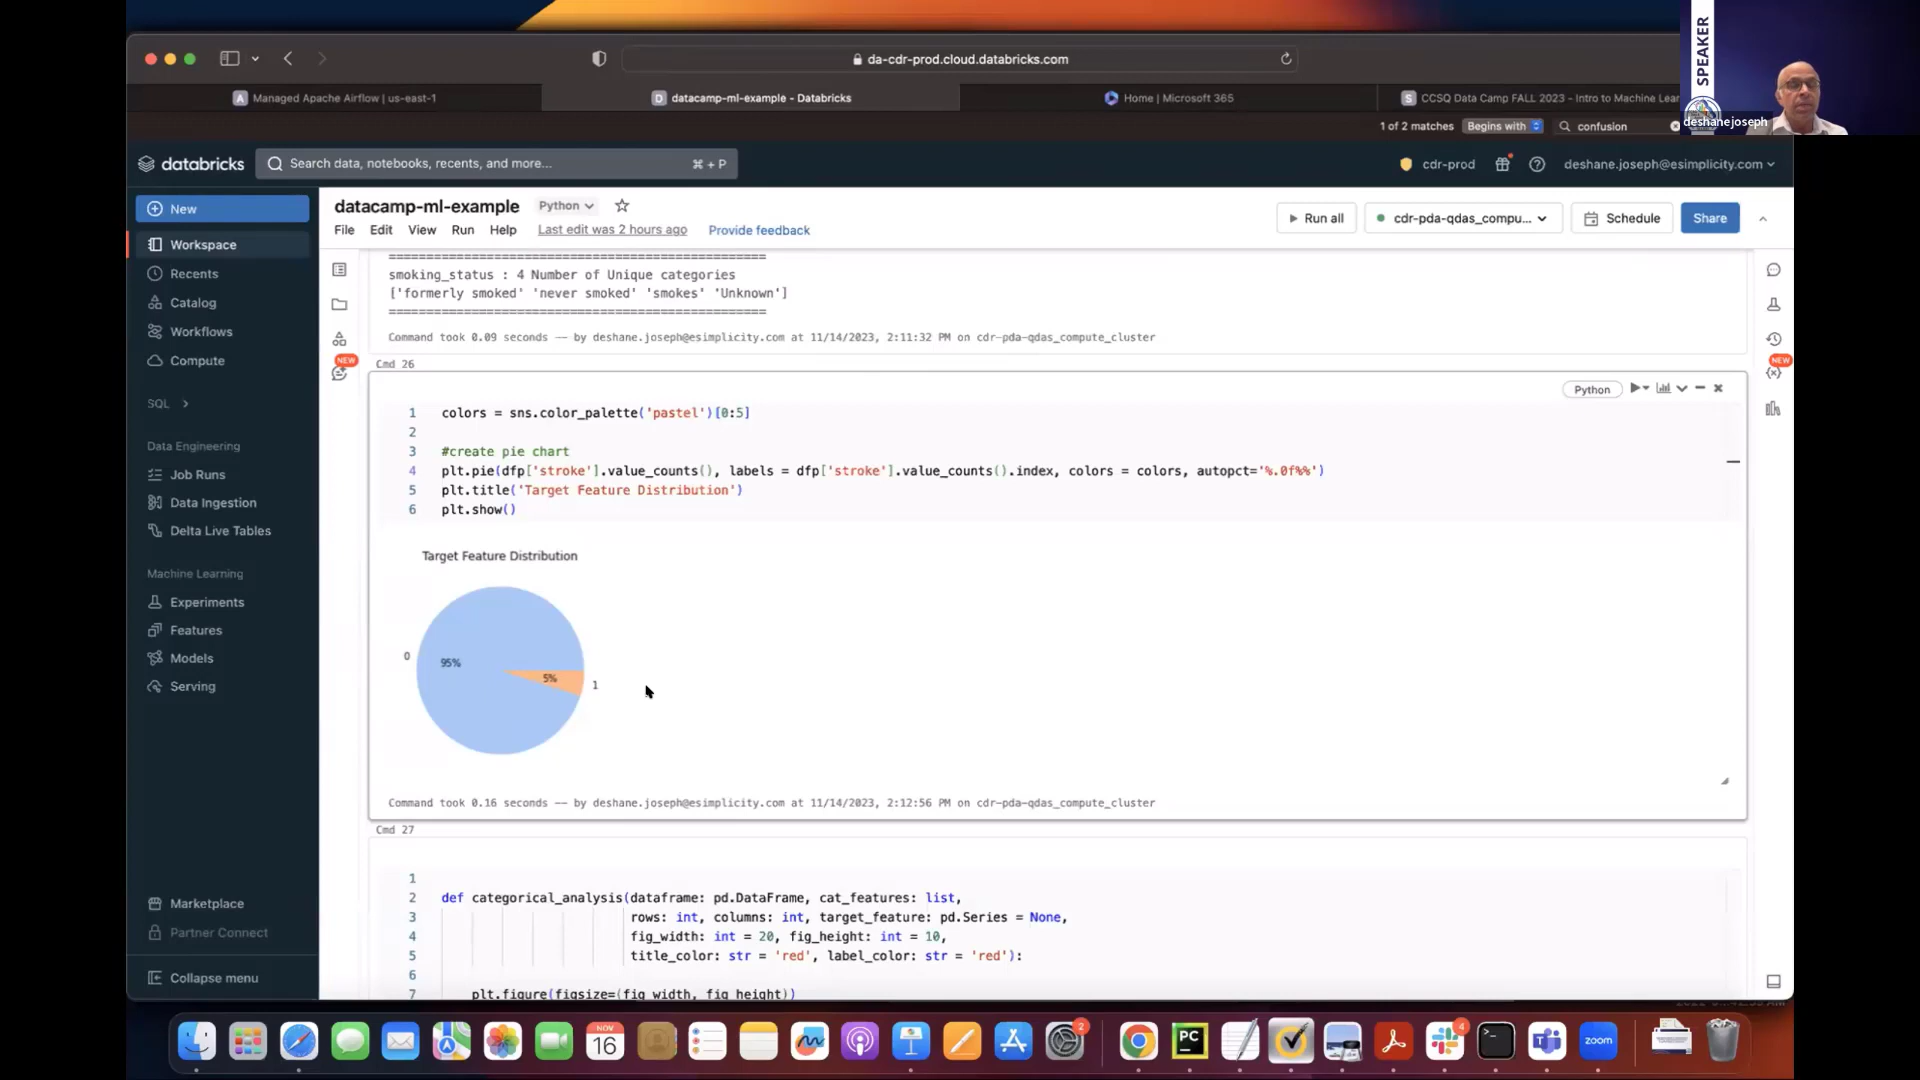 da-cdr-prod.cloud.databricks.com
SPEAKER
Managed Apache Airflow | us-east-1
datacamp-ml-example - Databricks
Home | Microsoft 365
CCSQ Data Camp FALL 2023 - Intro to Machine Lear
deshanejoseph
1 of 2 matches
Begins with
confusion
databricks
Search data, notebooks, recents, and more...
⌘ + P
cdr-prod
deshane.joseph@esimplicity.com
New
Workspace
Recents
Catalog
Workflows
Compute
SQL
Data Engineering
Job Runs
Data Ingestion
Delta Live Tables
Machine Learning
Experiments
Features
Models
Serving
Marketplace
Partner Connect
Collapse menu
datacamp-ml-example
Python
File
Edit
View
Run
Help
Last edit was 2 hours ago
Provide feedback
Run all
cdr-pda-qdas_compu...
Schedule
Share
NEW
NEW
==================================================
smoking_status : 4 Number of Unique categories
['formerly smoked' 'never smoked' 'smokes' 'Unknown']
==================================================
Command took 0.09 seconds -- by deshane.joseph@esimplicity.com at 11/14/2023, 2:11:32 PM on cdr-pda-qdas_compute_cluster
Cmd 26
Python
1 colors = sns.color_palette('pastel')[0:5]
2
3 #create pie chart
4 plt.pie(dfp['stroke'].value_counts(), labels = dfp['stroke'].value_counts().index, colors = colors, autopct='%.0f%%')
5 plt.title('Target Feature Distribution')
6 plt.show()
Target Feature Distribution
0
95%
5%
1
Command took 0.16 seconds -- by deshane.joseph@esimplicity.com at 11/14/2023, 2:12:56 PM on cdr-pda-qdas_compute_cluster
Cmd 27
1
2 def categorical_analysis(dataframe: pd.DataFrame, cat_features: list,
3 rows: int, columns: int, target_feature: pd.Series = None,
4 fig_width: int = 20, fig_height: int = 10,
5 title_color: str = 'red', label_color: str = 'red'):
6
7 plt.figure(figsize=(fig_width, fig_height))
NOV
16
2
PC
4
zoom